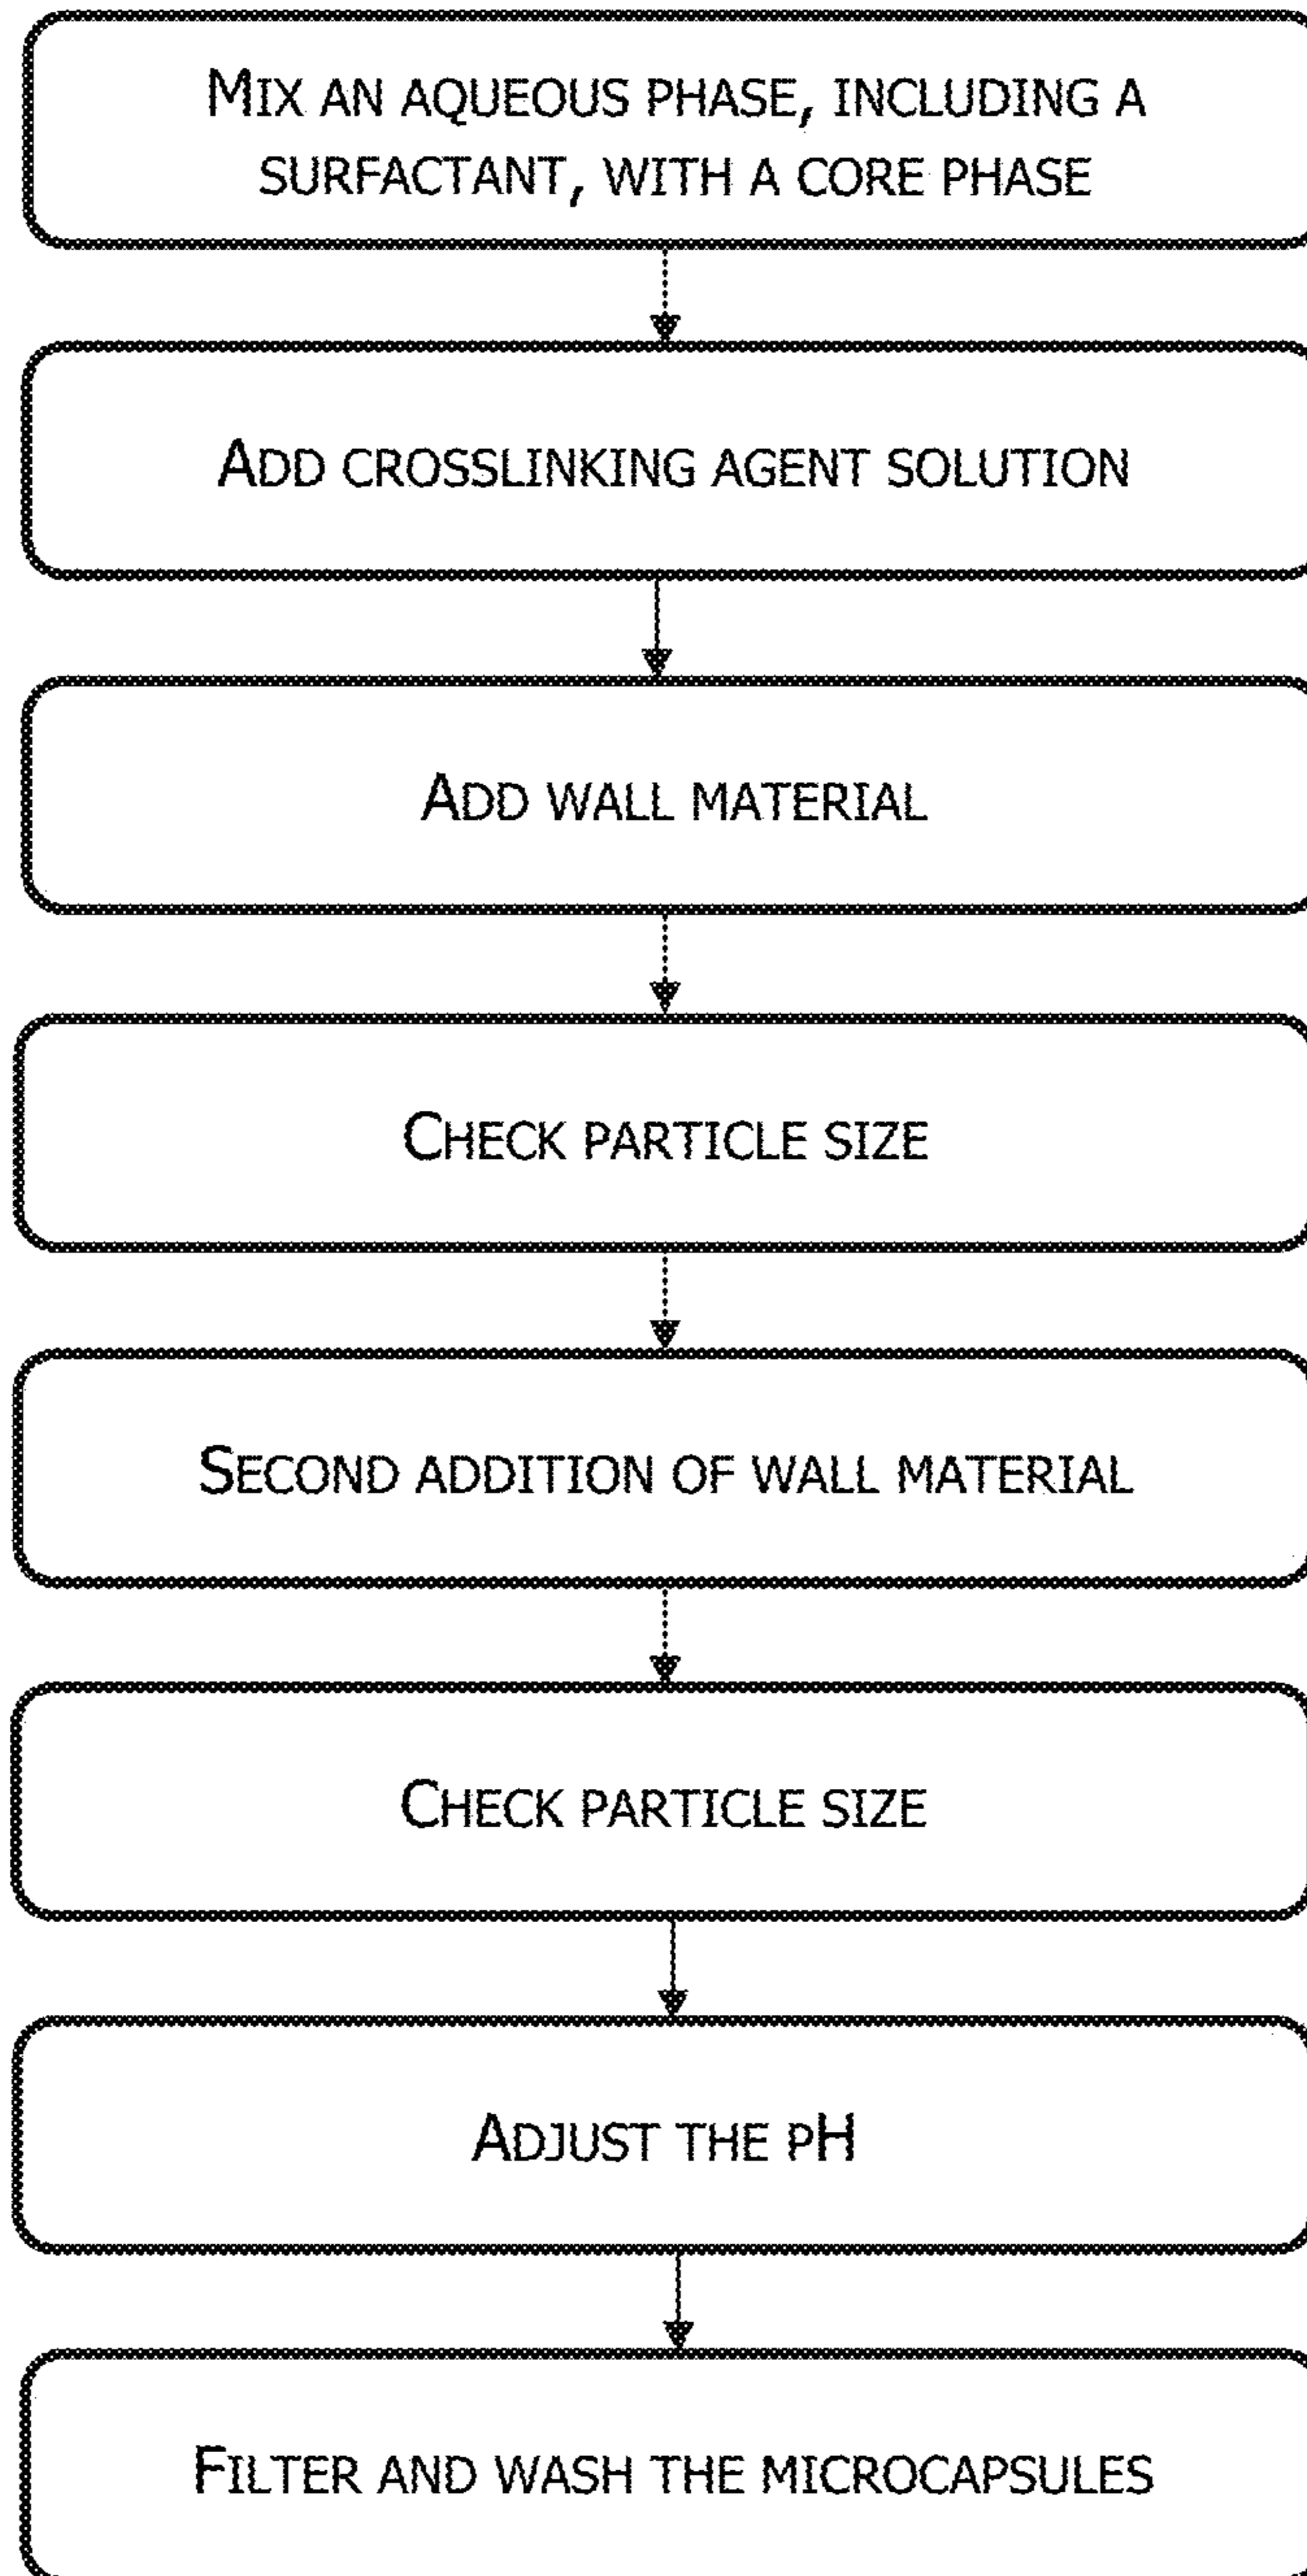 MIX AN AQUEOUS PHASE, INCLUDING A
SURFACTANT, WITH A CORE PHASE
ADD CROSSLINKING AGENT SOLUTION
ADD WALL MATERIAL
CHECK PARTICLE SIZE
SECOND ADDITION OF WALL MATERIAL
CHECK PARTICLE SIZE
ADJUST THE PH
FILTER AND WASH THE MICROCAPSULES